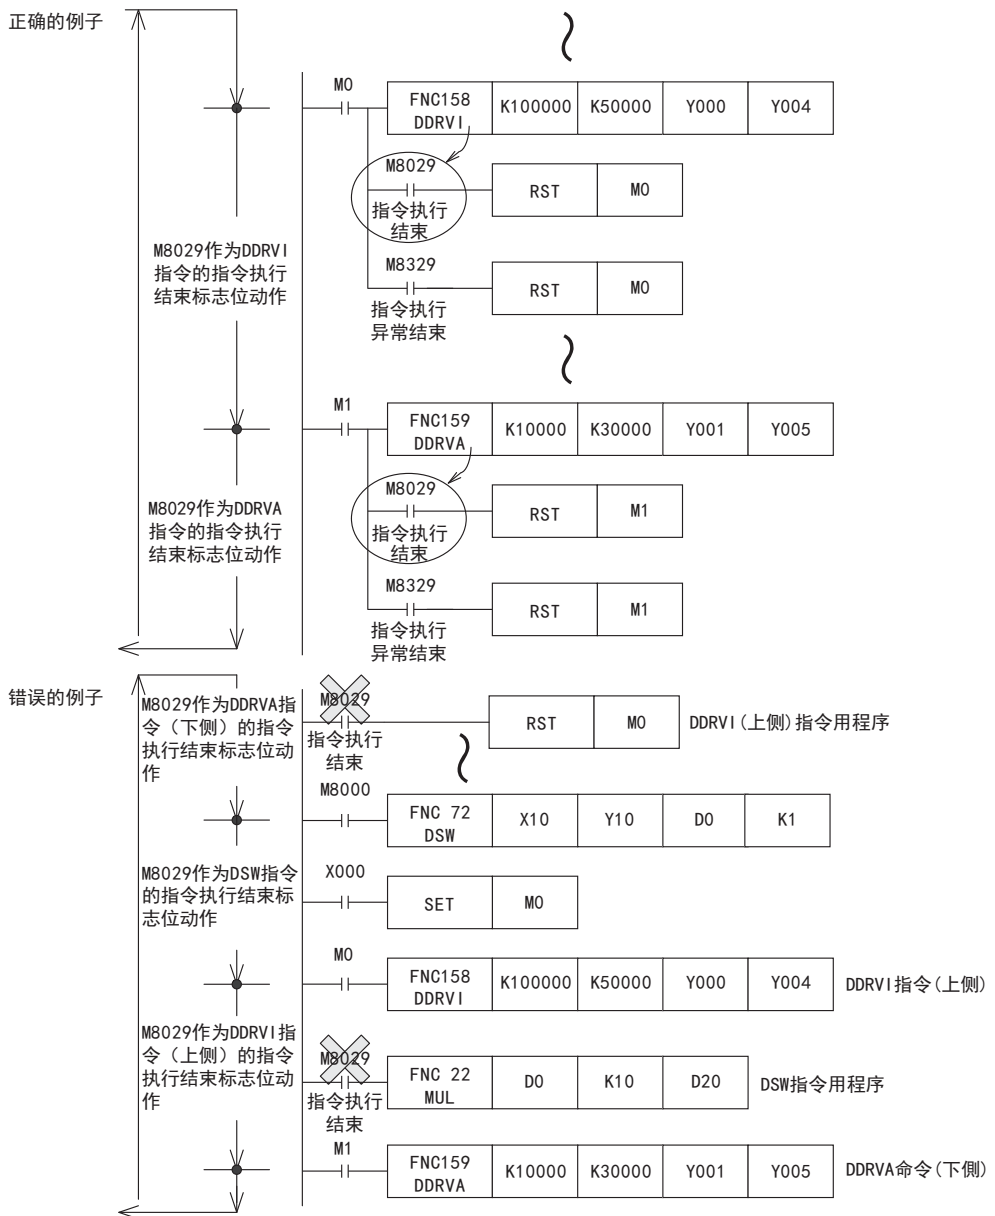 正确的例子
M0
FNC158
DDRVI
K100000
K50000
Y000
Y004
M8029
指令执行
结束
RST
M0
M8029作为DDRVI
指令的指令执行
结束标志位动作
M8329
指令执行
异常结束
RST
M0
M1
FNC159
DDRVA
K10000
K30000
Y001
Y005
M8029
指令执行
结束
RST
M1
M8029作为DDRVA
指令的指令执行
结束标志位动作
M8329
指令执行
异常结束
RST
M1
错误的例子
M8029作为DDRVA指
令（下侧）的指令
执行结束标志位动
作
M8029
指令执行
结束
RST
M0
DDRVI(上侧)指令用程序
M8000
FNC 72
DSW
X10
Y10
D0
K1
M8029作为DSW指令
的指令执行结束标
志位动作
X000
SET
M0
M0
FNC158
DDRVI
K100000
K50000
Y000
Y004
DDRVI指令(上侧)
M8029作为DDRVI指
令（上侧）的指令
执行结束标志位动
作
M8029
指令执行
结束
FNC 22
MUL
D0
K10
D20
DSW指令用程序
M1
FNC159
DDRVA
K10000
K30000
Y001
Y005
DDRVA命令(下侧)